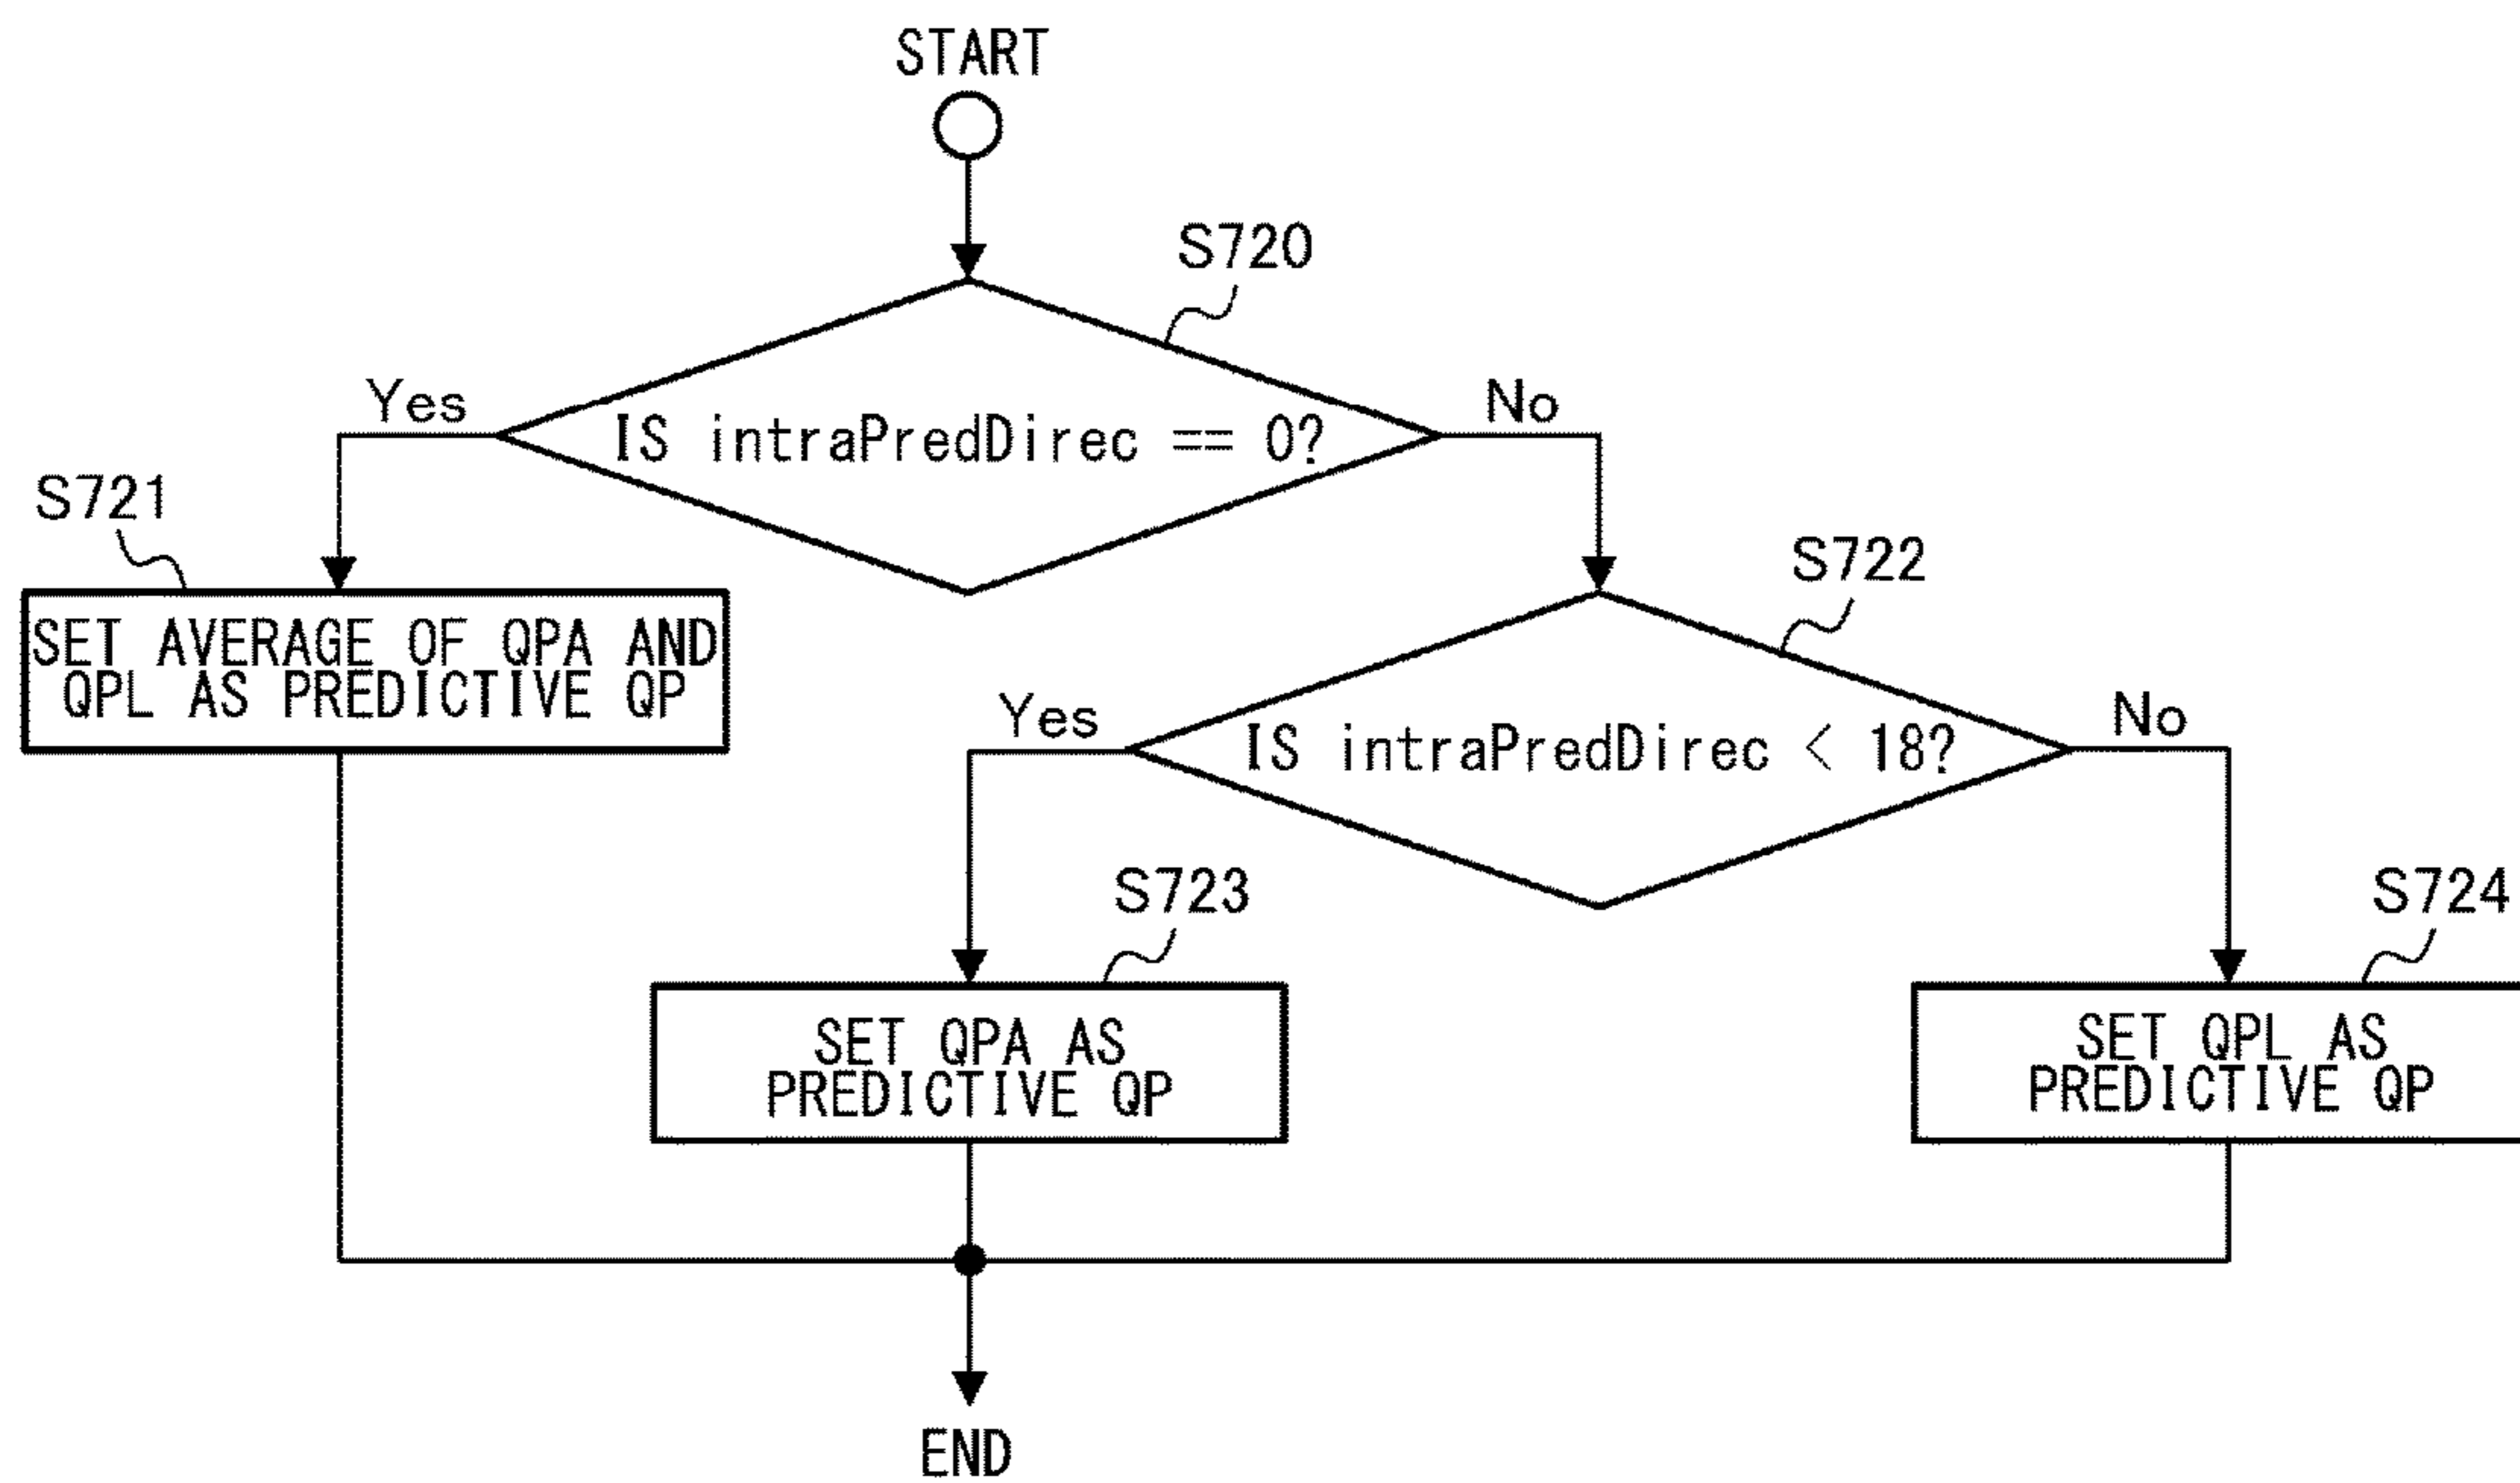 START
S720
IS intraPredDirec == 0?
Yes
No
S721
SET AVERAGE OF QPA AND
QPL AS PREDICTIVE QP
S722
IS intraPredDirec < 18?
Yes
No
S723
SET QPA AS
PREDICTIVE QP
S724
SET QPL AS
PREDICTIVE QP
END